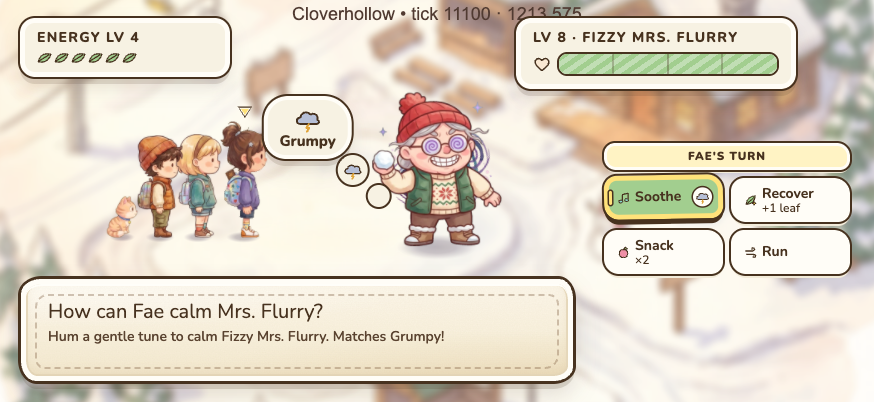 Cloverhollow • tick 11100 · 1213,575
ENERGY LV 4
LV 8 · FIZZY MRS. FLURRY
Grumpy
FAE'S TURN
Soothe
Recover
+1 leaf
Snack
×2
Run
How can Fae calm Mrs. Flurry?
Hum a gentle tune to calm Fizzy Mrs. Flurry. Matches Grumpy!